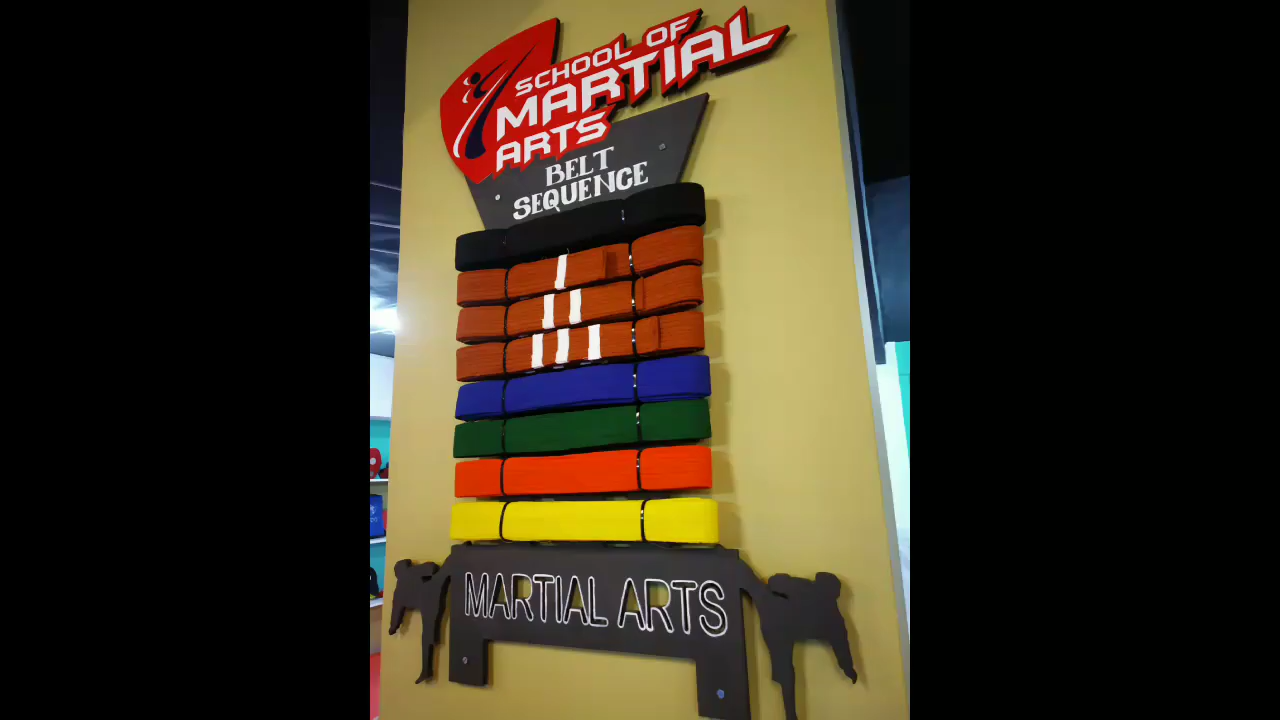 SCHOOL OF
MARTIAL
ARTS
BELT
SEQUENCE
MARTIAL ARTS